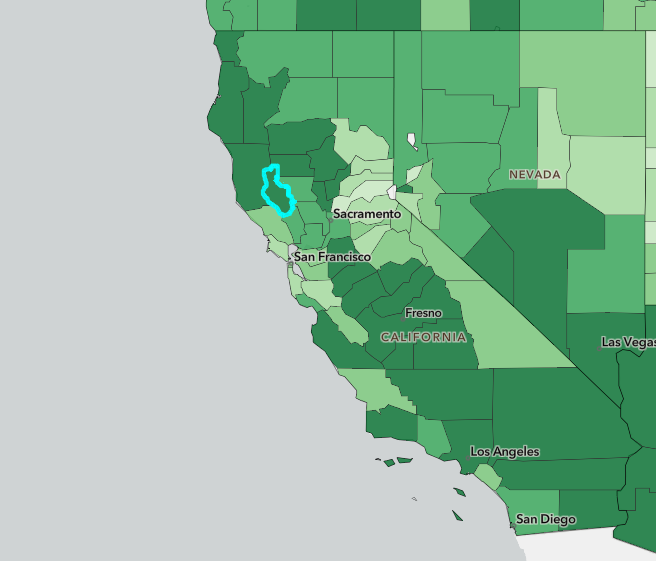 NEVADA
Sacramento
San Francisco
Fresno
CALIFORNIA
Las Vegas
Los Angeles
San Diego